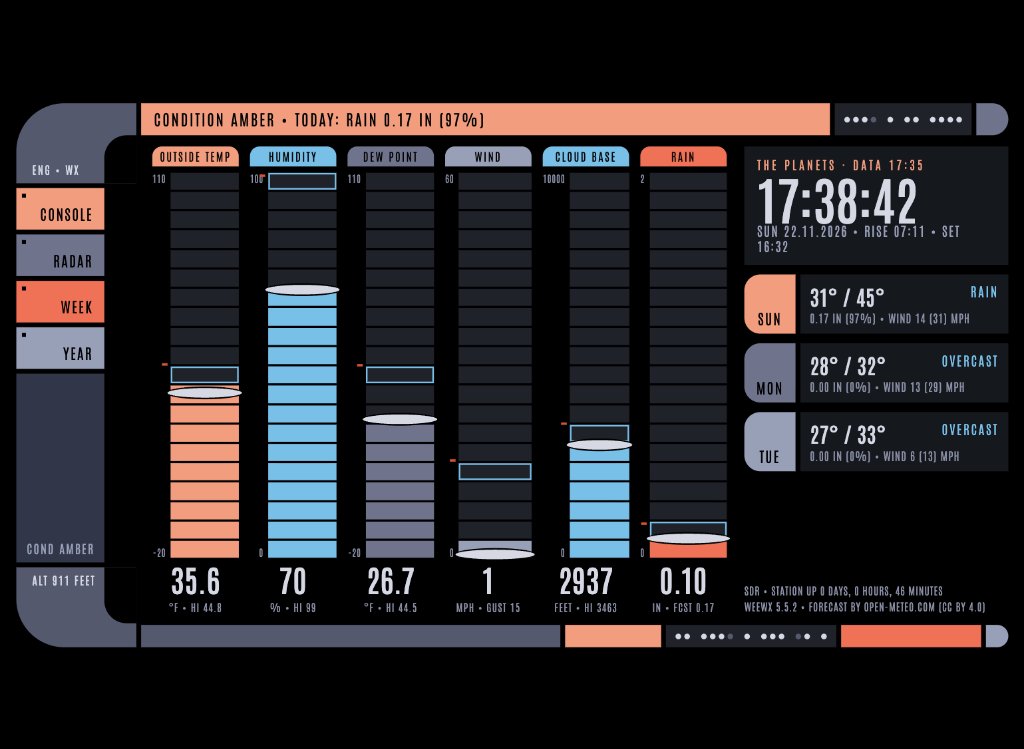 CONDITION AMBER • TODAY: RAIN 0.17 IN (97%)
ENG • WX
CONSOLE
RADAR
WEEK
YEAR
COND AMBER
ALT 911 FEET
OUTSIDE TEMP
110
-20
35.6
°F • HI 44.8
HUMIDITY
100
0
70
% • HI 99
DEW POINT
110
-20
26.7
°F • HI 44.5
WIND
60
0
1
MPH • GUST 15
CLOUD BASE
10000
0
2937
FEET • HI 3463
RAIN
2
0
0.10
IN • FCST 0.17
THE PLANETS · DATA 17:35
17:38:42
SUN 22.11.2026 • RISE 07:11 • SET
16:32
SUN
31° / 45°
RAIN
0.17 IN (97%) • WIND 14 (31) MPH
MON
28° / 32°
OVERCAST
0.00 IN (0%) • WIND 13 (29) MPH
TUE
27° / 33°
OVERCAST
0.00 IN (0%) • WIND 6 (13) MPH
SDR • STATION UP 0 DAYS, 0 HOURS, 46 MINUTES
WEEWX 5.5.2 • FORECAST BY OPEN-METEO.COM (CC BY 4.0)